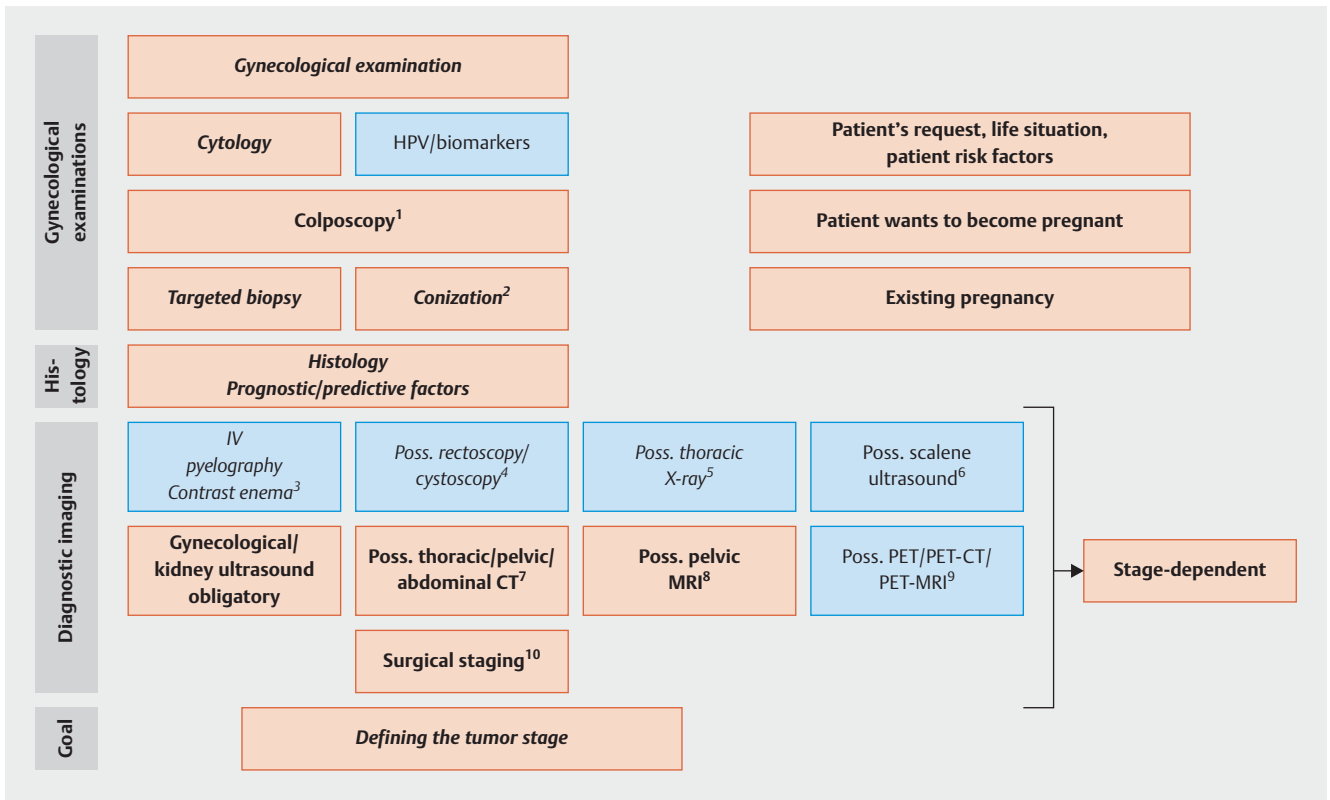 Gynecological
examinations
Gynecological examination
Cytology
HPV/biomarkers
Colposcopy1
Targeted biopsy
Conization2
Patient's request, life situation,
patient risk factors
Patient wants to become pregnant
Existing pregnancy
His-
tology
Histology
Prognostic/predictive factors
Diagnostic imaging
IV
pyelography
Contrast enema3
Poss. rectoscopy/
cystoscopy4
Poss. thoracic
X-ray5
Poss. scalene
ultrasound6
Gynecological/
kidney ultrasound
obligatory
Poss. thoracic/pelvic/
abdominal CT7
Poss. pelvic
MRI8
Poss. PET/PET-CT/
PET-MRI9
Stage-dependent
Surgical staging10
Goal
Defining the tumor stage